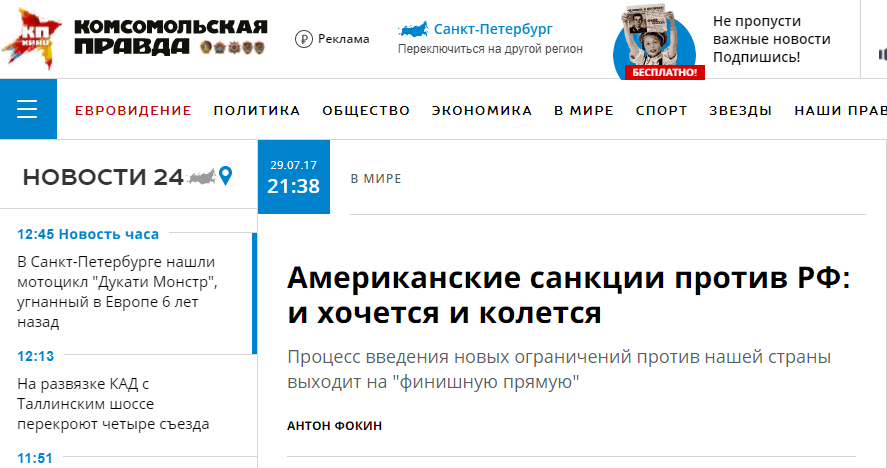 КП
КИНО
КОМСОМОЛЬСКАЯ
ПРАВДА
Реклама
Санкт-Петербург
Переключиться на другой регион
БЕСПЛАТНО!
Не пропусти
важные новости
Подпишись!
ЕВРОВИДЕНИЕ ПОЛИТИКА ОБЩЕСТВО ЭКОНОМИКА В МИРЕ СПОРТ ЗВЕЗДЫ НАШИ ПРАВ
НОВОСТИ 24
29.07.17
21:38
В МИРЕ
12:45 Новость часа
В Санкт-Петербурге нашли
мотоцикл "Дукати Монстр",
угнанный в Европе 6 лет
назад
12:13
На развязке КАД с
Таллинским шоссе
перекроют четыре съезда
11:51
Американские санкции против РФ:
и хочется и колется
Процесс введения новых ограничений против нашей страны
выходит на "финишную прямую"
АНТОН ФОКИН